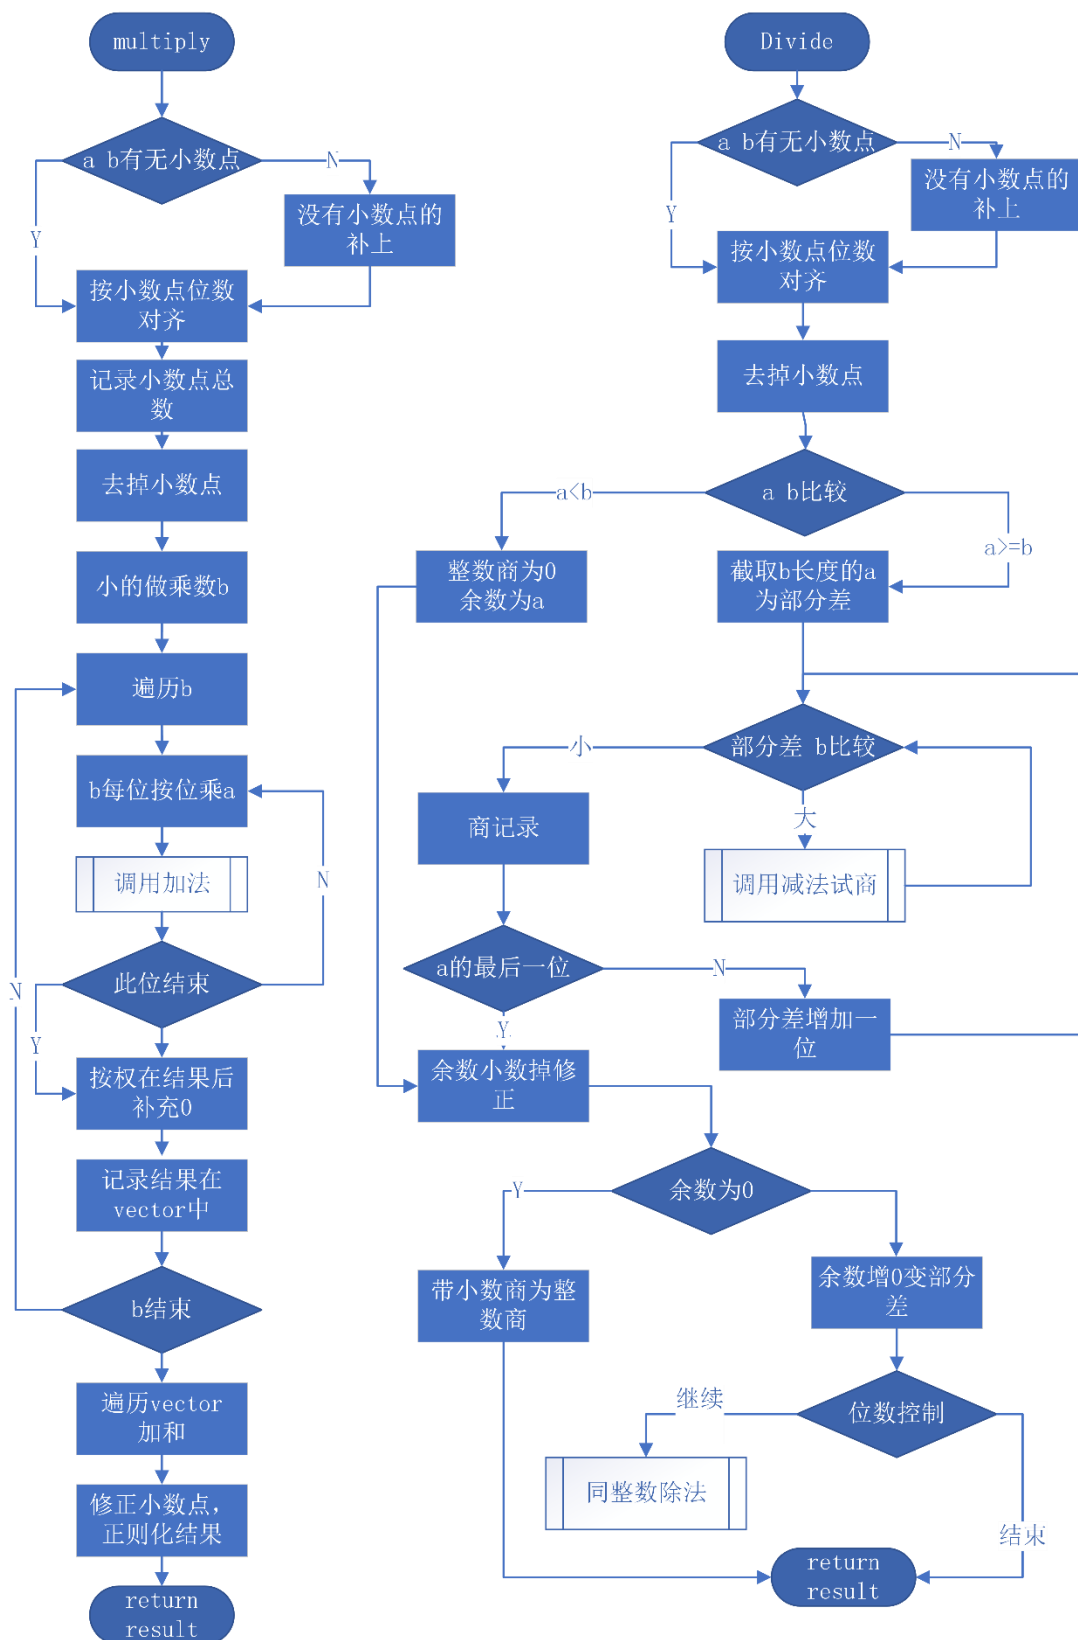 multiply
a b有无小数点
N
没有小数点的
补上
Y
按小数点位数
对齐
记录小数点总
数
去掉小数点
小的做乘数b
遍历b
b每位按位乘a
调用加法
N
此位结束
N
Y
按权在结果后
补充0
记录结果在
vector中
b结束
遍历vector
加和
修正小数点,
正则化结果
return
result
Divide
a b有无小数点
N
没有小数点的
补上
Y
按小数点位数
对齐
去掉小数点
a b比较
a<b
a>=b
整数商为0
余数为a
截取b长度的a
为部分差
部分差 b比较
小
大
商记录
调用减法试商
a的最后一位
N
Y
部分差增加一
位
余数小数掉修
正
余数为0
Y
带小数商为整
数商
余数增0变部分
差
位数控制
继续
同整数除法
结束
return
result